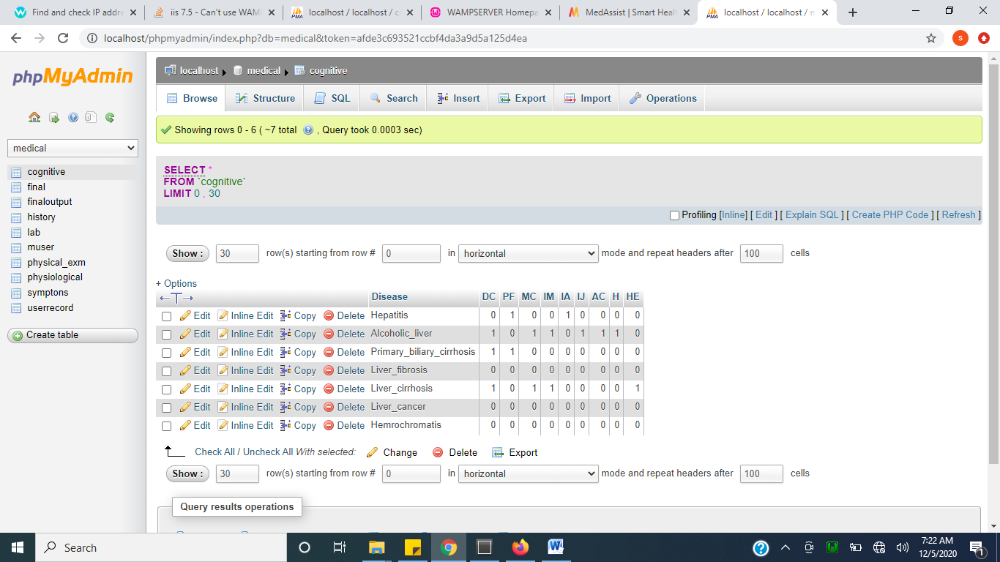 Find and check IP addre
iis 7.5 - Can't use WAM
localhost / localhost / c
WAMPSERVER Homepa
MedAssist | Smart Healt
localhost / localhost / m
localhost/phpmyadmin/index.php?db=medical&token=afde3c693521ccbf4da3a9d5a125d4ea
S
phpMyAdmin
medical
cognitive
final
finaloutput
history
lab
muser
physical_exm
physiological
symptons
userrecord
Create table
localhost medical cognitive
Browse Structure SQL Search Insert Export Import Operations
Showing rows 0 - 6 ( ~7 total , Query took 0.0003 sec)
SELECT *
FROM `cognitive`
LIMIT 0 , 30
Profiling [Inline] [ Edit ] [ Explain SQL ] [ Create PHP Code ] [ Refresh ]
Show : 30 row(s) starting from row # 0 in horizontal mode and repeat headers after 100 cells
+ Options
Disease DC PF MC IM IA IJ AC H HE
Edit Inline Edit Copy Delete Hepatitis 0 1 0 0 1 0 0 0 0
Edit Inline Edit Copy Delete Alcoholic_liver 1 0 1 1 0 1 1 1 0
Edit Inline Edit Copy Delete Primary_biliary_cirrhosis 1 1 0 0 0 0 0 0 0
Edit Inline Edit Copy Delete Liver_fibrosis 0 0 0 0 0 0 0 0 0
Edit Inline Edit Copy Delete Liver_cirrhosis 1 0 1 1 0 0 0 0 1
Edit Inline Edit Copy Delete Liver_cancer 0 0 0 0 0 0 0 0 0
Edit Inline Edit Copy Delete Hemrochromatis 0 0 0 0 0 0 0 0 0
Check All / Uncheck All With selected: Change Delete Export
Show : 30 row(s) starting from row # 0 in horizontal mode and repeat headers after 100 cells
Query results operations
Search
7:22 AM
12/5/2020
1